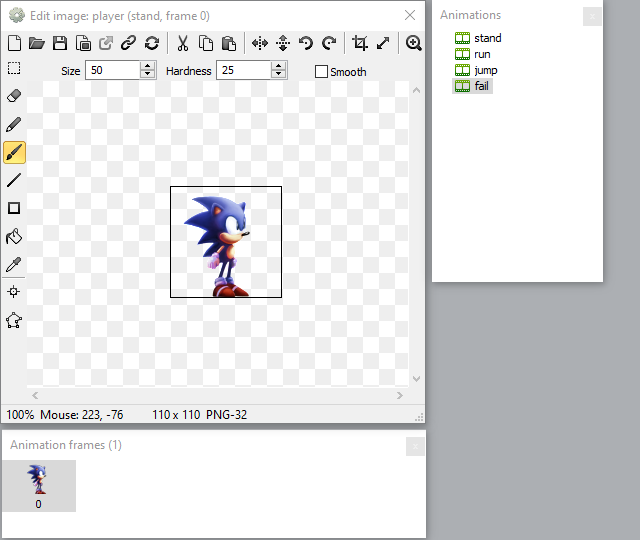 Edit image: player (stand, frame 0)
Size 50 Hardness 25 Smooth
100% Mouse: 223, -76 110 x 110 PNG-32
Animation frames (1)
0
Animations
stand
run
jump
fail